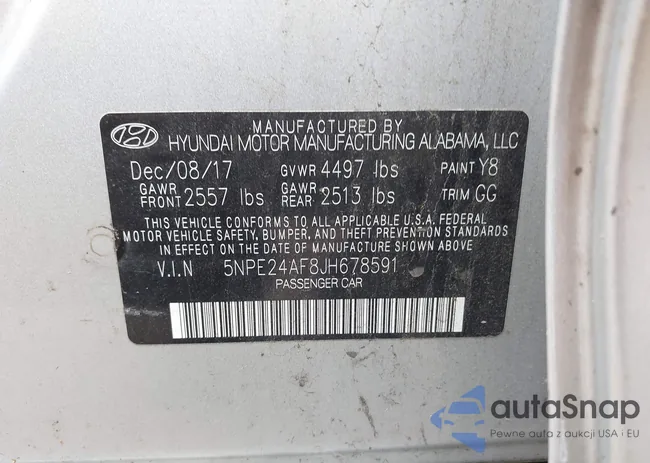 MANUFACTURED BY
HYUNDAI MOTOR MANUFACTURING ALABAMA, LLC
Dec/08/17 GVWR 4497 lbs PAINT Y8
GAWR FRONT 2557 lbs GAWR REAR 2513 lbs TRIM GG
THIS VEHICLE CONFORMS TO ALL APPLICABLE U.S.A. FEDERAL
MOTOR VEHICLE SAFETY, BUMPER, AND THEFT PREVENTION STANDARDS
IN EFFECT ON THE DATE OF MANUFACTURE SHOWN ABOVE
V.I.N 5NPE24AF8JH678591
PASSENGER CAR
autoSnap
Pewne auta z aukcji USA i EU